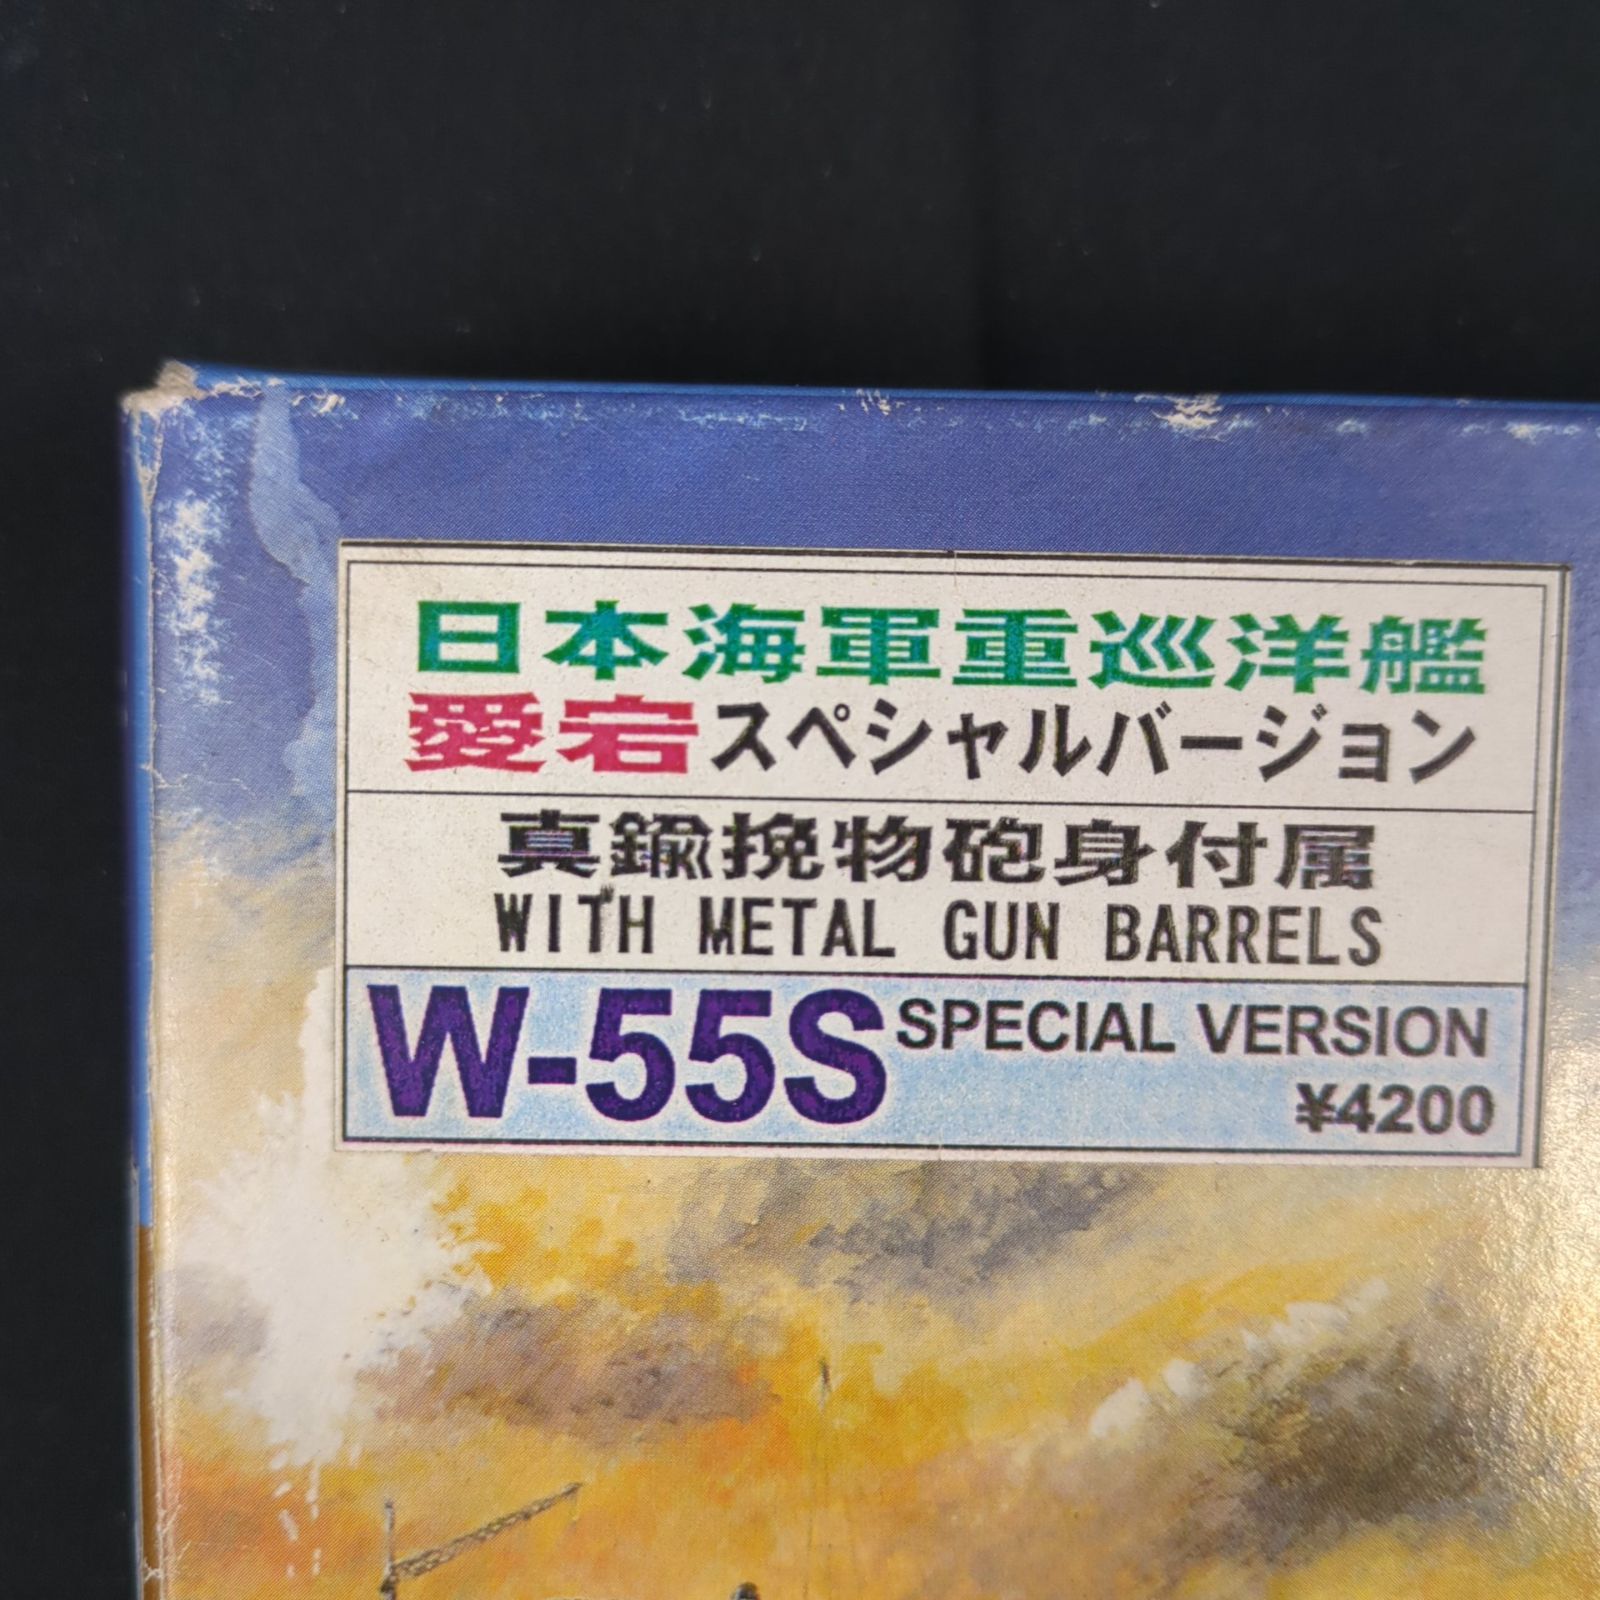 日本海軍重巡洋艦
愛宕スペシャルバージョン
真鍮挽物砲身付属
WITH METAL GUN BARRELS
W-55S SPECIAL VERSION
¥4200